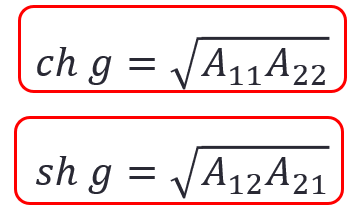 ch g = √A₁₁A₂₂
sh g = √A₁₂A₂₁